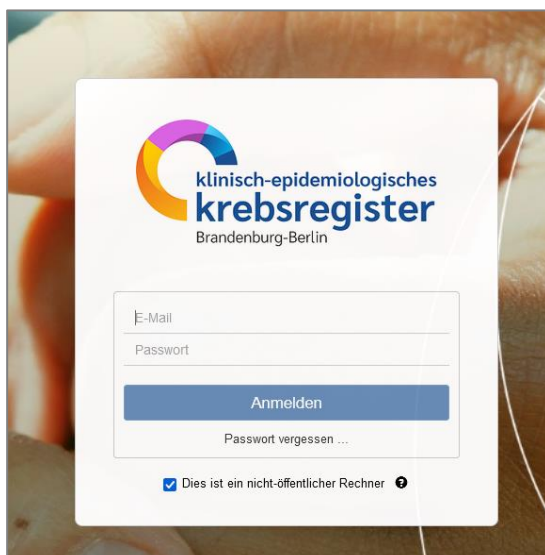 klinisch-epidemiologisches
krebsregister
Brandenburg-Berlin
E-Mail
Passwort
Anmelden
Passwort vergessen ...
Dies ist ein nicht-öffentlicher Rechner ?